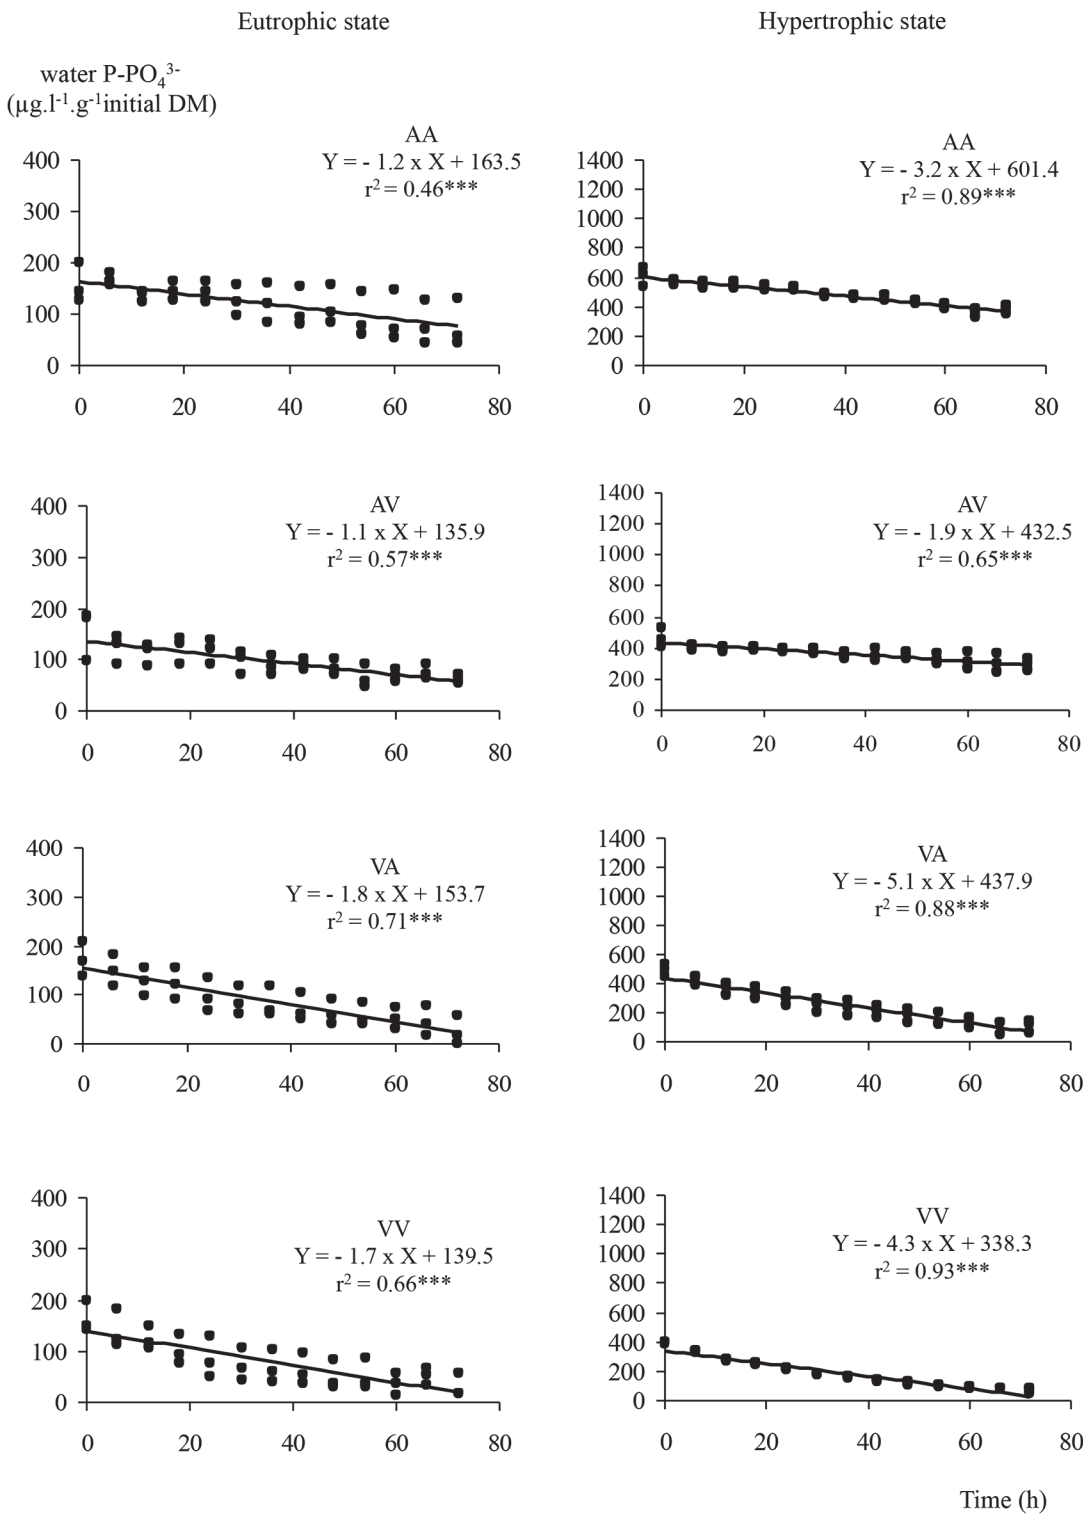 Eutrophic state
Hypertrophic state
water P-PO₄³⁻
(µg.l⁻¹.g⁻¹initial DM)
AA
Y = - 1.2 x X + 163.5
r² = 0.46***
400
300
200
100
0
0 20 40 60 80
AA
Y = - 3.2 x X + 601.4
r² = 0.89***
1400
1200
1000
800
600
400
200
0
0 20 40 60 80
AV
Y = - 1.1 x X + 135.9
r² = 0.57***
400
300
200
100
0
0 20 40 60 80
AV
Y = - 1.9 x X + 432.5
r² = 0.65***
1400
1200
1000
800
600
400
200
0
0 20 40 60 80
VA
Y = - 1.8 x X + 153.7
r² = 0.71***
400
300
200
100
0
0 20 40 60 80
VA
Y = - 5.1 x X + 437.9
r² = 0.88***
1400
1200
1000
800
600
400
200
0
0 20 40 60 80
VV
Y = - 1.7 x X + 139.5
r² = 0.66***
400
300
200
100
0
0 20 40 60 80
VV
Y = - 4.3 x X + 338.3
r² = 0.93***
1400
1200
1000
800
600
400
200
0
0 20 40 60 80
Time (h)